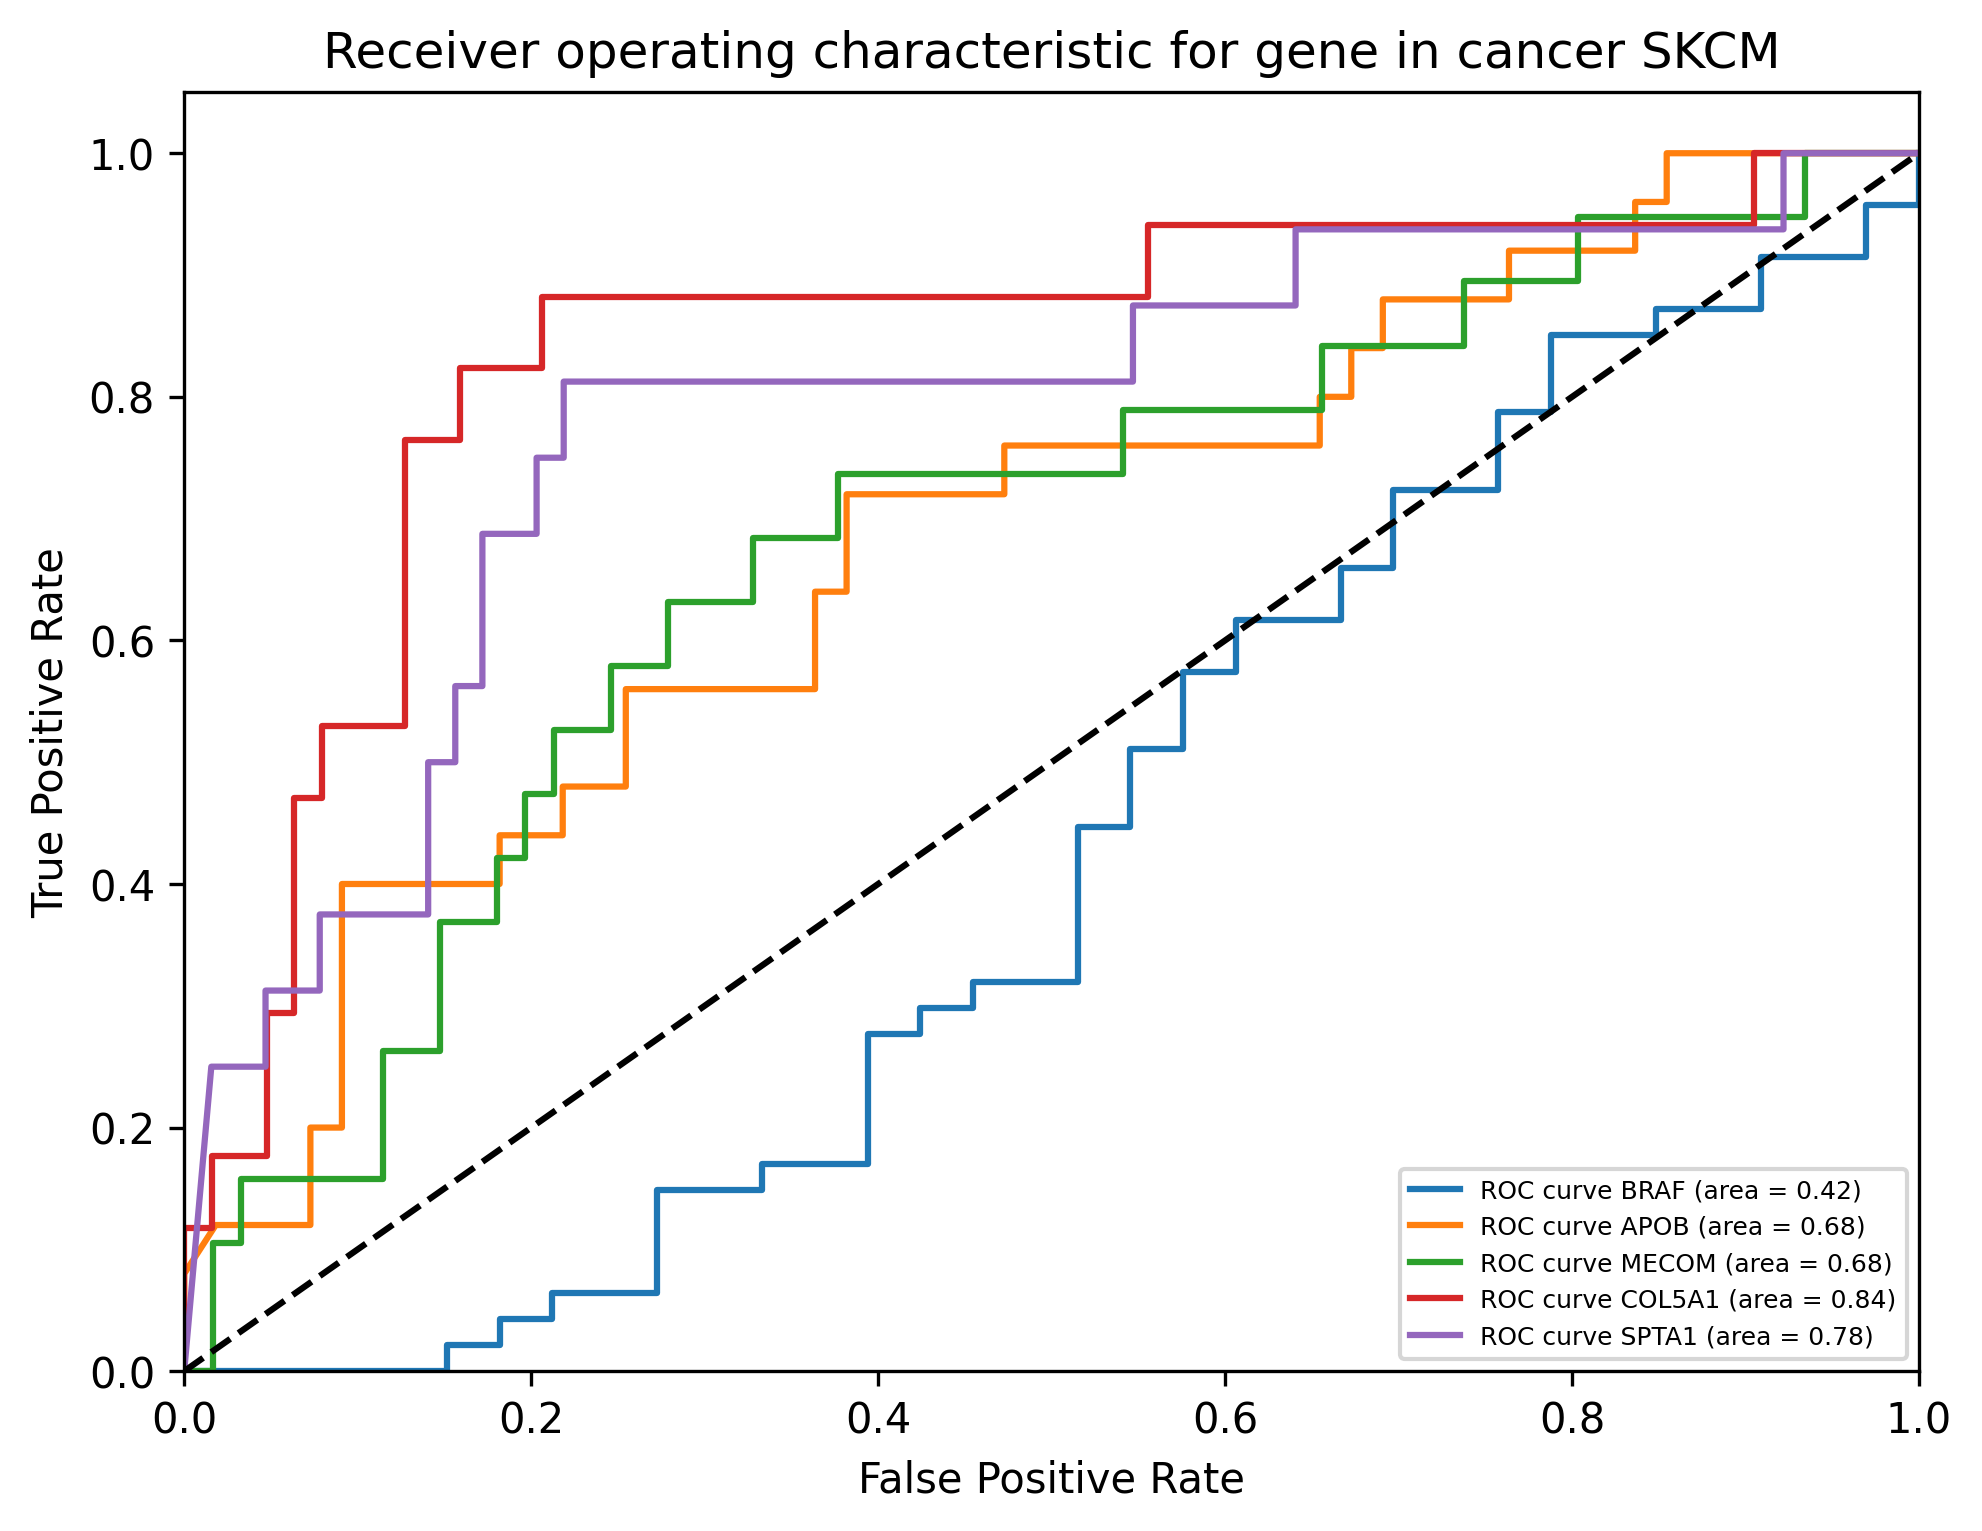 Receiver operating characteristic for gene in cancer SKCM
1.0
0.8
0.6
0.4
0.2
0.0
True Positive Rate
ROC curve BRAF (area = 0.42)
ROC curve APOB (area = 0.68)
ROC curve MECOM (area = 0.68)
ROC curve COL5A1 (area = 0.84)
ROC curve SPTA1 (area = 0.78)
0.0 0.2 0.4 0.6 0.8 1.0
False Positive Rate